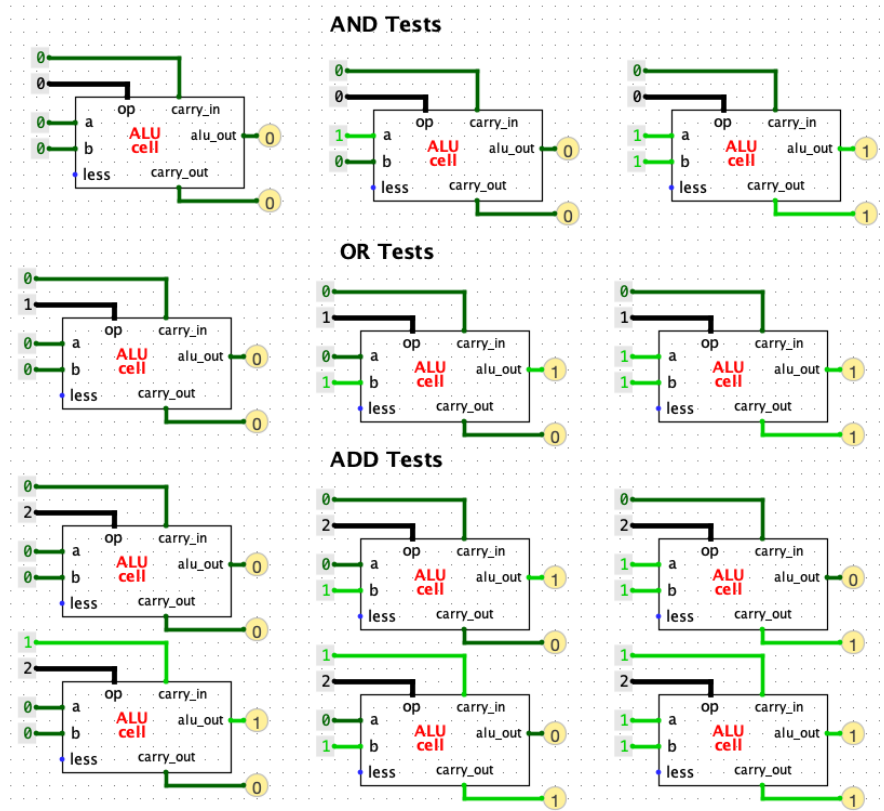 AND Tests
0 0 0
0 0 0
op carry_in op carry_in op carry_in
0 a ALU cell alu_out 0 1 a ALU cell alu_out 0 1 a ALU cell alu_out 1
0 b 0 b 1 b
less carry_out less carry_out less carry_out
0 0 1
OR Tests
0 0 0
1 1 1
op carry_in op carry_in op carry_in
0 a ALU cell alu_out 0 0 a ALU cell alu_out 1 1 a ALU cell alu_out 1
0 b 1 b 1 b
less carry_out less carry_out less carry_out
0 0 1
ADD Tests
0 0 0
2 2 2
op carry_in op carry_in op carry_in
0 a ALU cell alu_out 0 0 a ALU cell alu_out 1 1 a ALU cell alu_out 0
0 b 1 b 1 b
less carry_out less carry_out less carry_out
0 0 1
1 1 1
2 2 2
op carry_in op carry_in op carry_in
0 a ALU cell alu_out 1 0 a ALU cell alu_out 0 1 a ALU cell alu_out 1
0 b 1 b 1 b
less carry_out less carry_out less carry_out
0 1 1